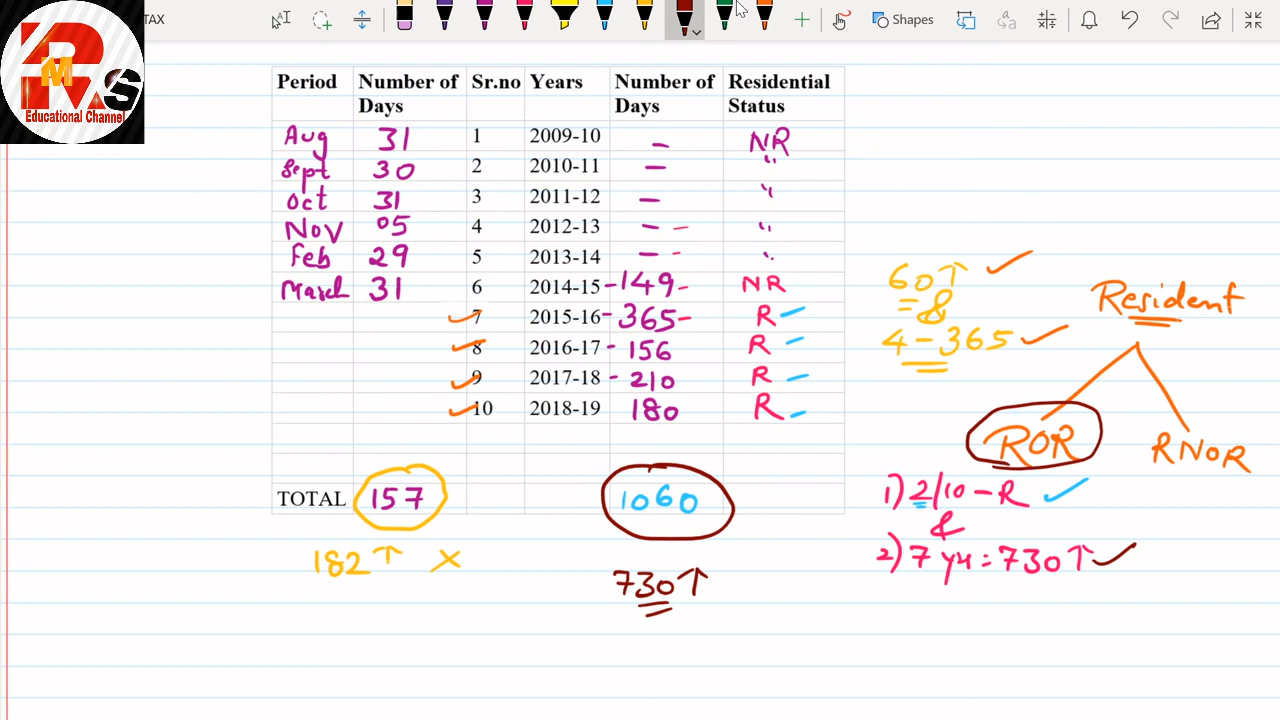 TAX
Shapes
RMS
Educational Channel
Period Number of Days Sr.no Years Number of Days Residential Status
Aug 31 1 2009-10 - NR
Sept 30 2 2010-11 - "
Oct 31 3 2011-12 - "
Nov 05 4 2012-13 - - "
Feb 29 5 2013-14 - - "
March 31 6 2014-15 -149- NR
7 2015-16 -365- R
8 2016-17 -156 R
9 2017-18 -210 R
10 2018-19 180 R
TOTAL 157 1060
182↑ ×
730↑
60↑ ✓
&
4-365 ✓
Resident
ROR RNOR
1) 2/10-R ✓
&
2) 7 yr = 730↑ ✓